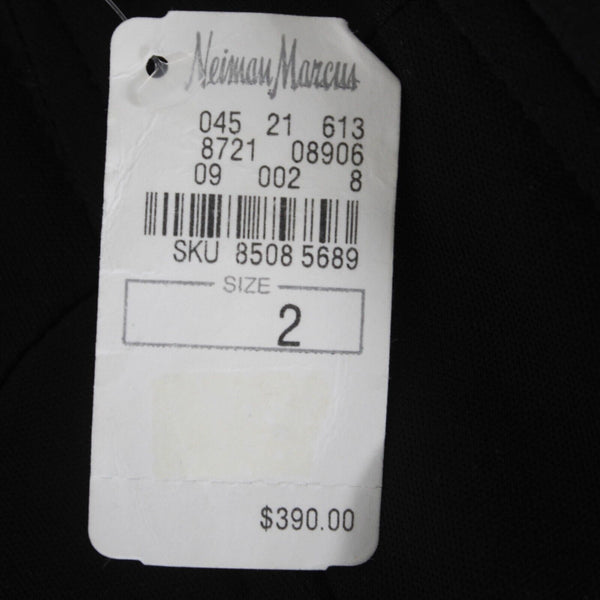 Neiman Marcus
045 21 613
8721 08906
09 002 8
SKU 8508 5689
SIZE
2
$390.00